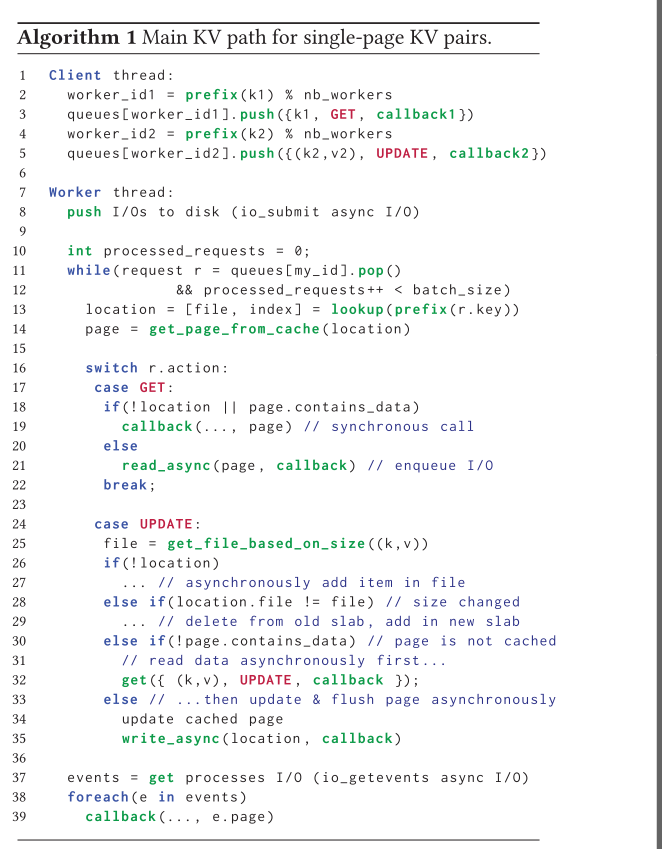 Algorithm 1 Main KV path for single-page KV pairs.
1 Client thread:
2 worker_id1 = prefix(k1) % nb_workers
3 queues[worker_id1].push({k1, GET, callback1})
4 worker_id2 = prefix(k2) % nb_workers
5 queues[worker_id2].push({(k2,v2), UPDATE, callback2})
6
7 Worker thread:
8 push I/Os to disk (io_submit async I/O)
9
10 int processed_requests = 0;
11 while(request r = queues[my_id].pop()
12 && processed_requests++ < batch_size)
13 location = [file, index] = lookup(prefix(r.key))
14 page = get_page_from_cache(location)
15
16 switch r.action:
17 case GET:
18 if(!location || page.contains_data)
19 callback(..., page) // synchronous call
20 else
21 read_async(page, callback) // enqueue I/O
22 break;
23
24 case UPDATE:
25 file = get_file_based_on_size((k,v))
26 if(!location)
27 ... // asynchronously add item in file
28 else if(location.file != file) // size changed
29 ... // delete from old slab, add in new slab
30 else if(!page.contains_data) // page is not cached
31 // read data asynchronously first...
32 get({ (k,v), UPDATE, callback });
33 else // ...then update & flush page asynchronously
34 update cached page
35 write_async(location, callback)
36
37 events = get processes I/O (io_getevents async I/O)
38 foreach(e in events)
39 callback(..., e.page)